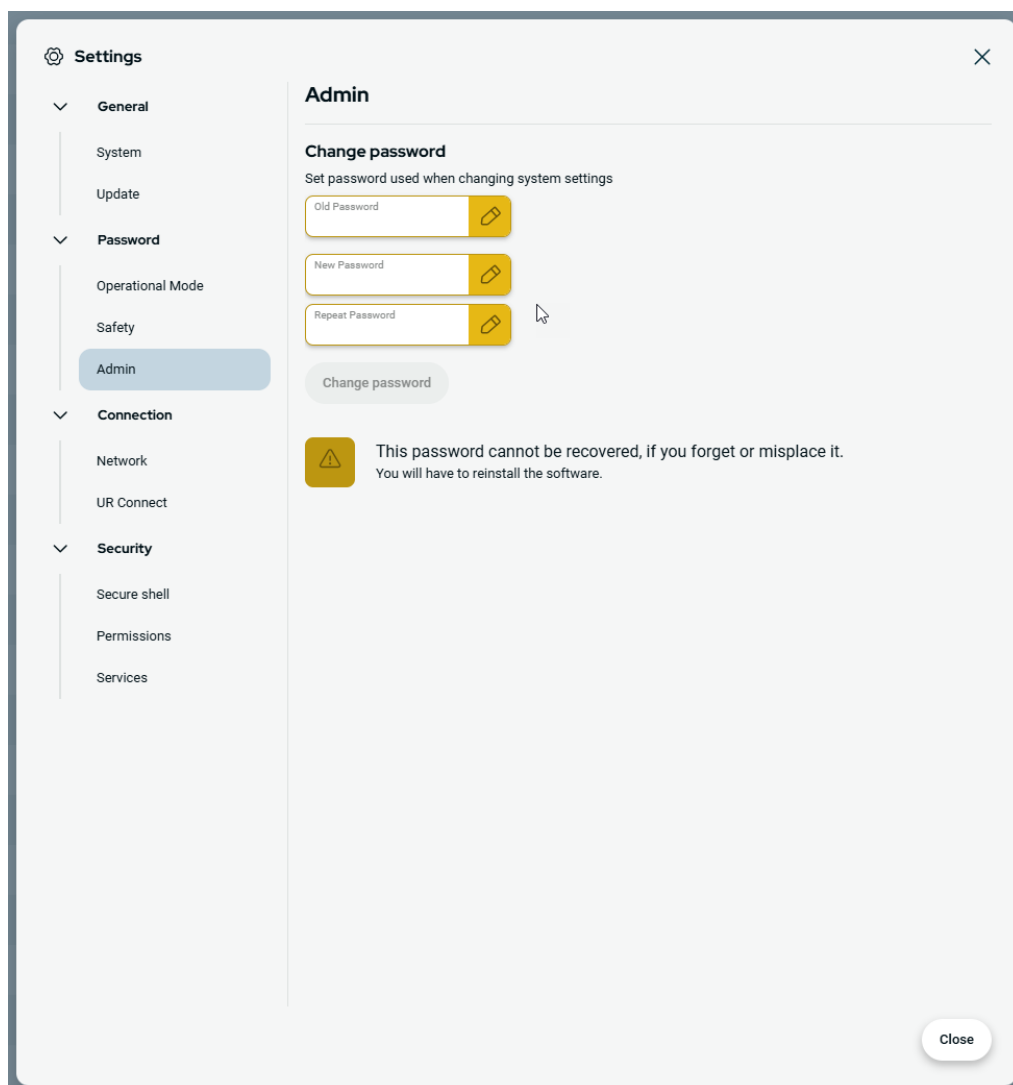 Settings
General
System
Update
Password
Operational Mode
Safety
Admin
Connection
Network
UR Connect
Security
Secure shell
Permissions
Services
Admin
Change password
Set password used when changing system settings
Old Password
New Password
Repeat Password
Change password
This password cannot be recovered, if you forget or misplace it.
You will have to reinstall the software.
Close